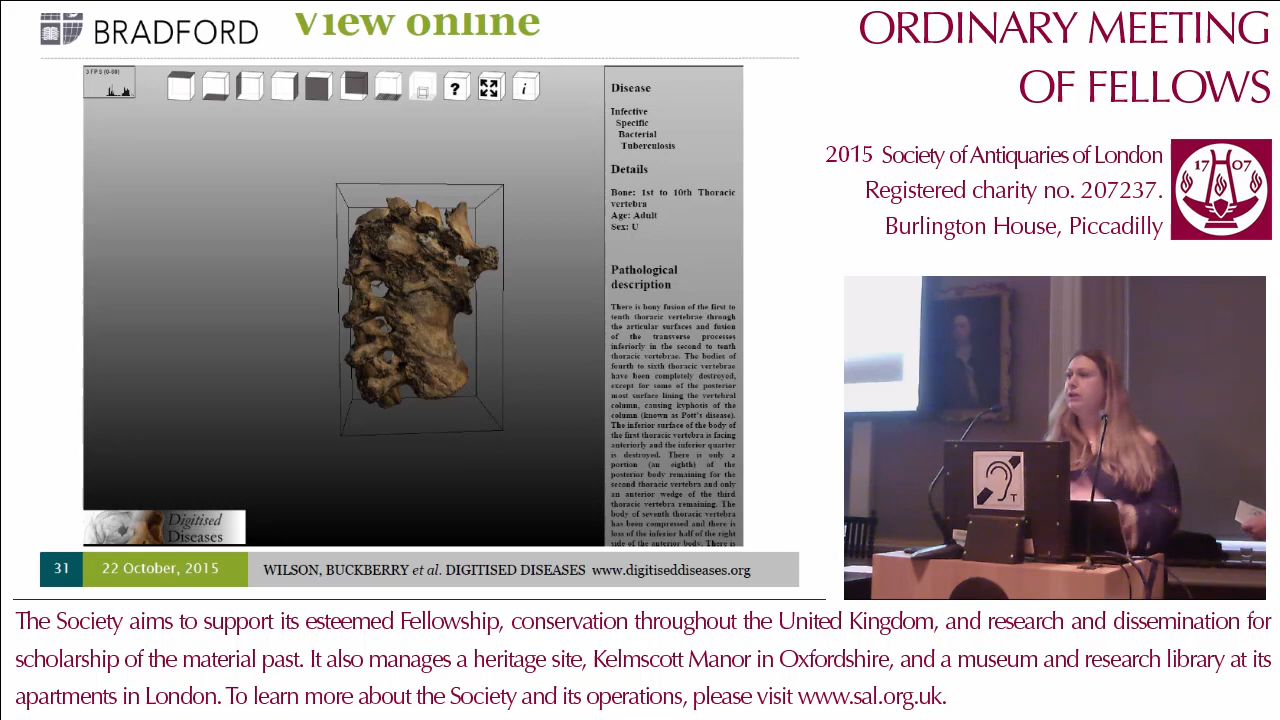 BRADFORD
View online
3 FPS (0-60)
?
i
Disease
Infective
Specific
Bacterial
Tuberculosis
Details
Bone: 1st to 10th Thoracic
vertebra
Age: Adult
Sex: U
Pathological
description
There is bony fusion of the first to
tenth thoracic vertebrae through
the articular surfaces and fusion
of the transverse processes
inferiorly in the second to tenth
thoracic vertebrae. The bodies of
fourth to sixth thoracic vertebrae
have been completely destroyed,
except for some of the posterior
most surface lining the vertebral
column, causing kyphosis of the
column (known as Pott's disease).
The inferior surface of the body of
the first thoracic vertebra is facing
anteriorly and the inferior quarter
is destroyed. There is only a
portion (an eighth) of the
posterior body remaining for the
second thoracic vertebra and only
an anterior wedge of the third
thoracic vertebra remaining. The
body of seventh thoracic vertebra
has been compressed and there is
loss of the inferior half of the right
side of the anterior body. There is
Digitised
Diseases
31
22 October, 2015
WILSON, BUCKBERRY et al. DIGITISED DISEASES www.digitiseddiseases.org
ORDINARY MEETING
OF FELLOWS
2015 Society of Antiquaries of London
Registered charity no. 207237.
Burlington House, Piccadilly
17 07
T
The Society aims to support its esteemed Fellowship, conservation throughout the United Kingdom, and research and dissemination for
scholarship of the material past. It also manages a heritage site, Kelmscott Manor in Oxfordshire, and a museum and research library at its
apartments in London. To learn more about the Society and its operations, please visit www.sal.org.uk.